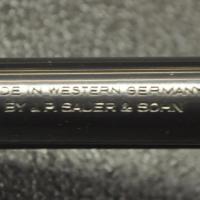 DE IN WESTERN GERMANY
BY J.P. SAUER & SOHN